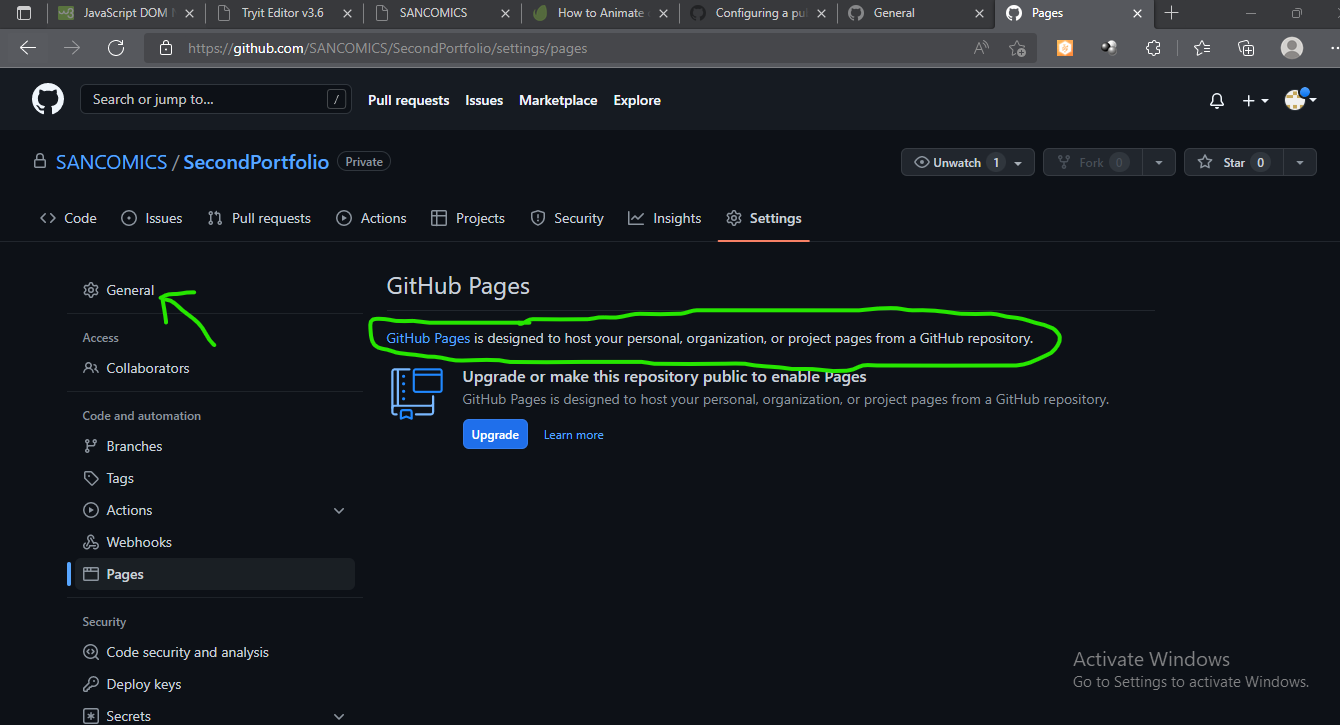 JavaScript DOM
Tryit Editor v3.6
SANCOMICS
How to Animate
Configuring a pu
General
Pages
https://github.com/SANCOMICS/SecondPortfolio/settings/pages
Search or jump to... /
Pull requests
Issues
Marketplace
Explore
SANCOMICS / SecondPortfolio
Private
Unwatch 1
Fork 0
Star 0
Code
Issues
Pull requests
Actions
Projects
Security
Insights
Settings
General
Access
Collaborators
Code and automation
Branches
Tags
Actions
Webhooks
Pages
Security
Code security and analysis
Deploy keys
Secrets
GitHub Pages
GitHub Pages is designed to host your personal, organization, or project pages from a GitHub repository.
Upgrade or make this repository public to enable Pages
GitHub Pages is designed to host your personal, organization, or project pages from a GitHub repository.
Upgrade
Learn more
Activate Windows
Go to Settings to activate Windows.